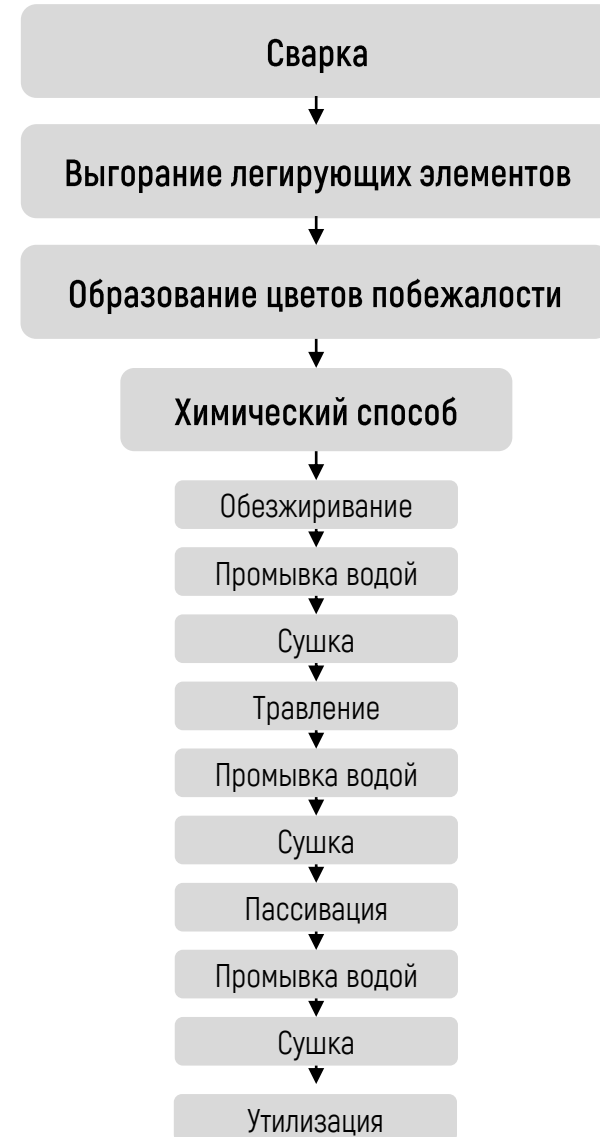 Сварка
Выгорание легирующих элементов
Образование цветов побежалости
Химический способ
Обезжиривание
Промывка водой
Сушка
Травление
Промывка водой
Сушка
Пассивация
Промывка водой
Сушка
Утилизация